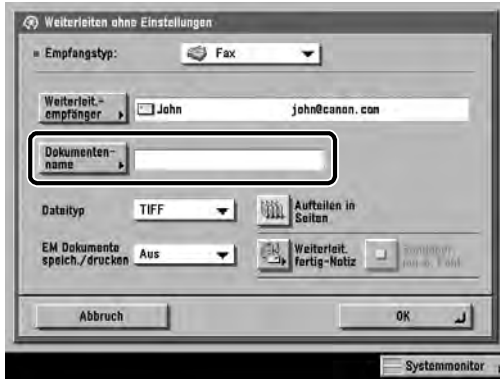 Weiterleiten ohne Einstellungen
Empfangstyp: Fax
Weiterleit.-
empfänger John john@canon.com
Dokumenten-
name
Dateityp TIFF Aufteilen in
Seiten
EM Dokumente
speich./drucken Aus Weiterleit.
fertig-Notiz
Abbruch OK
Systemmonitor